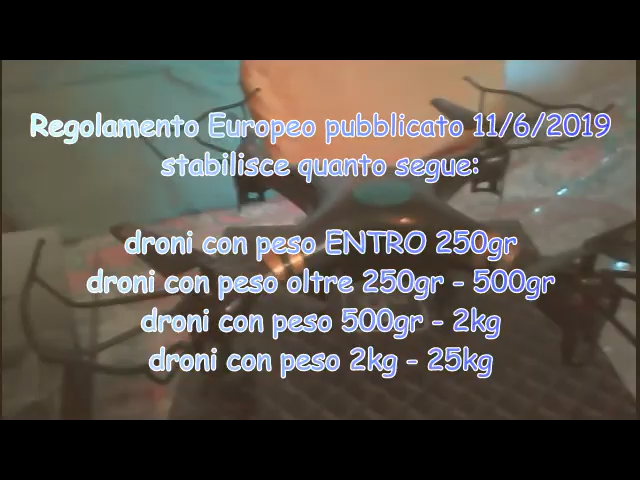 Regolamento Europeo pubblicato 11/6/2019
stabilisce quanto segue:
droni con peso ENTRO 250gr
droni con peso oltre 250gr - 500gr
droni con peso 500gr - 2kg
droni con peso 2kg - 25kg